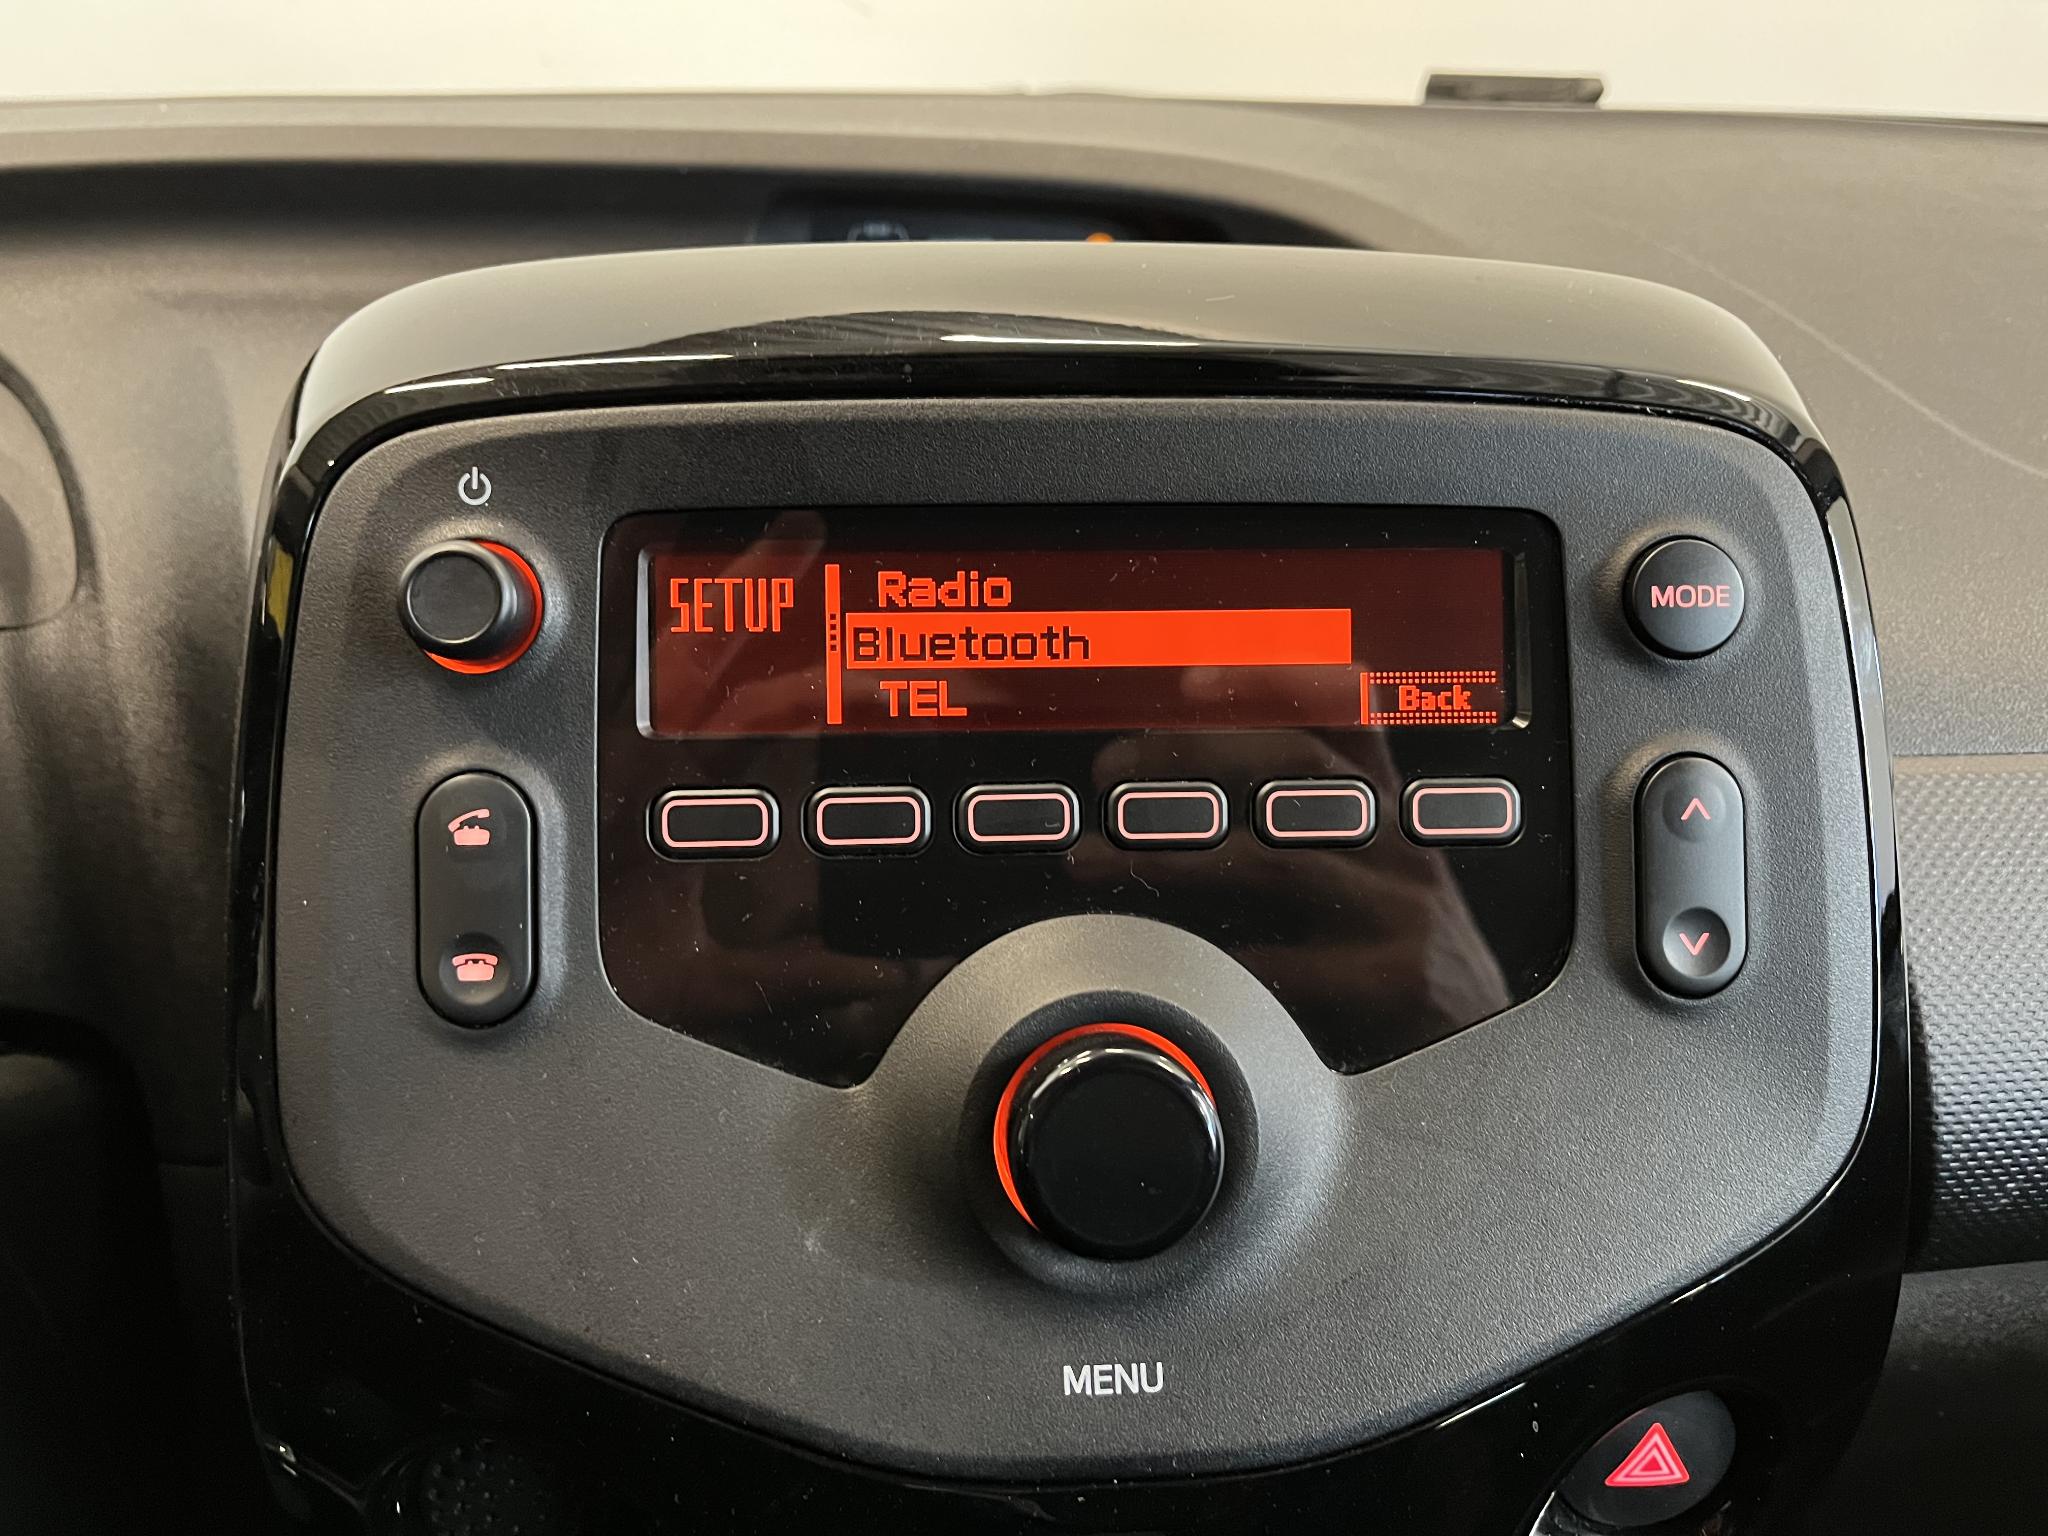 SETUP
Radio
Bluetooth
TEL
Back
MODE
MENU